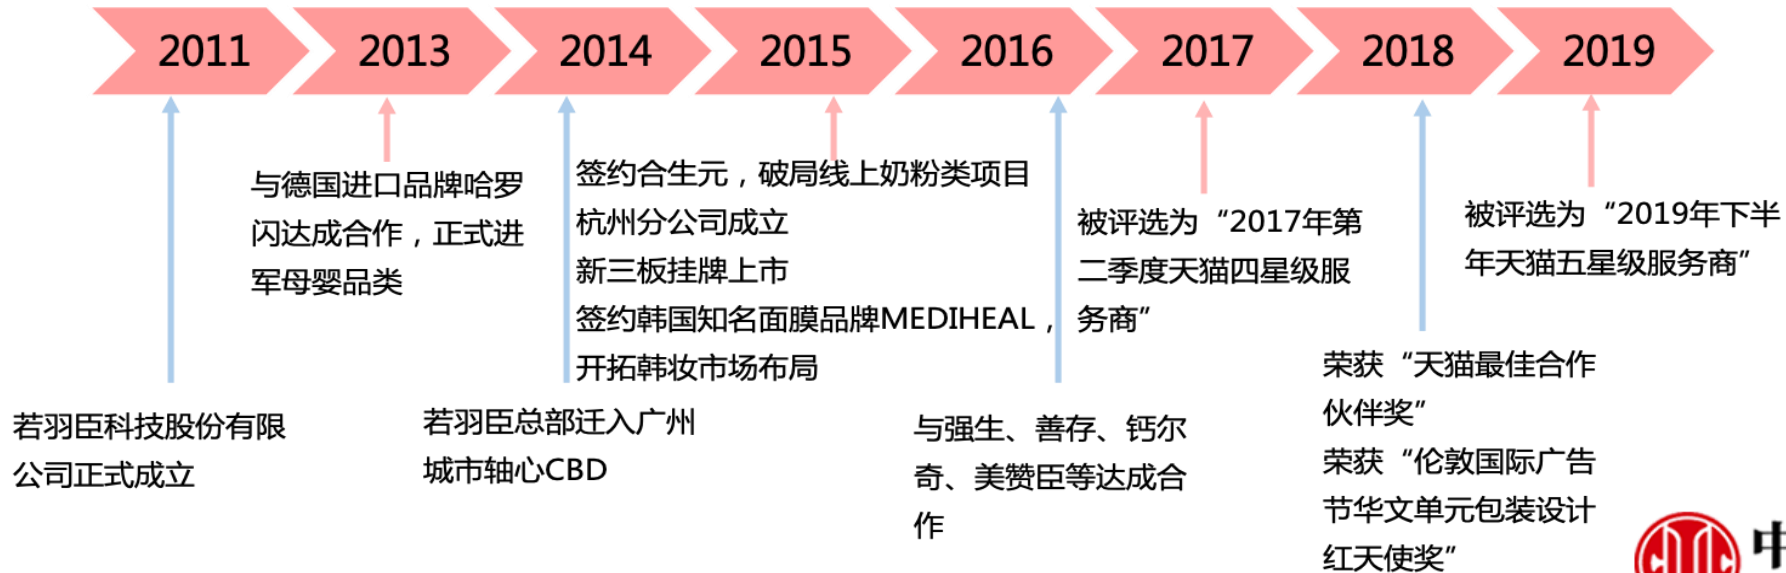 2011
2013
2014
2015
2016
2017
2018
2019
若羽臣科技股份有限
公司正式成立
与德国进口品牌哈罗
闪达成合作，正式进
军母婴品类
若羽臣总部迁入广州
城市轴心CBD
签约合生元，破局线上奶粉类项目
杭州分公司成立
新三板挂牌上市
签约韩国知名面膜品牌MEDIHEAL，
开拓韩妆市场布局
与强生、善存、钙尔
奇、美赞臣等达成合
作
被评选为“2017年第
二季度天猫四星级服
务商”
荣获“天猫最佳合作
伙伴奖”
荣获“伦敦国际广告
节华文单元包装设计
红天使奖”
被评选为“2019年下半
年天猫五星级服务商”